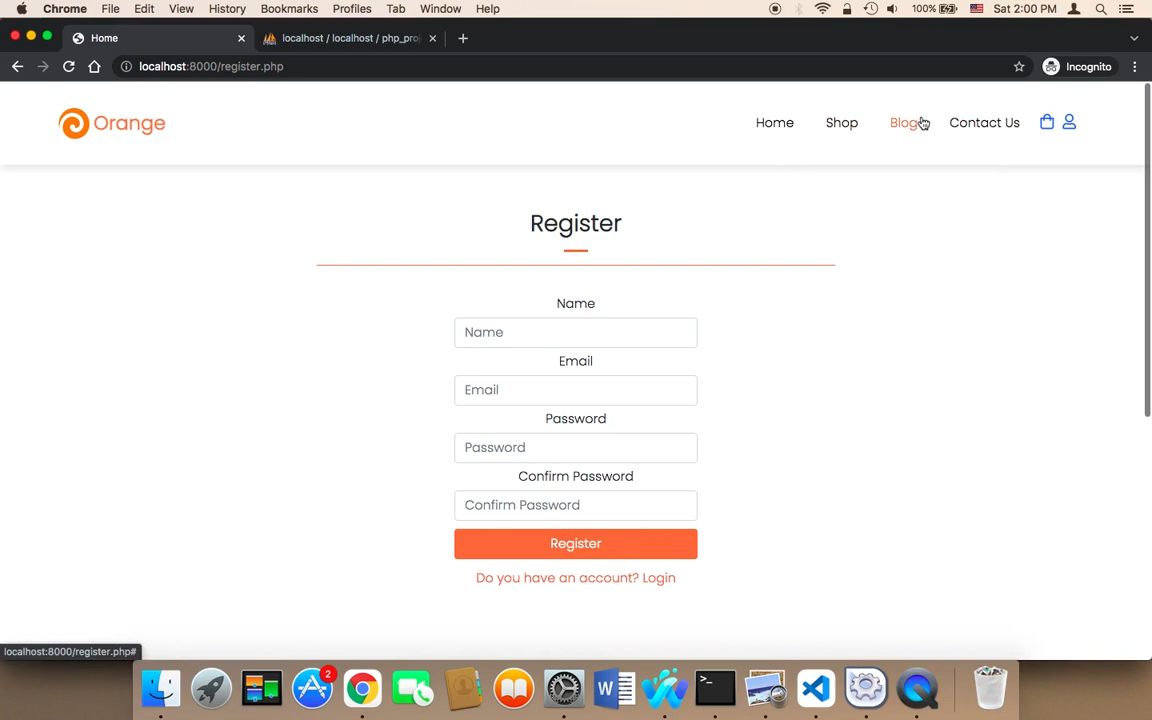 Chrome File Edit View History Bookmarks Profiles Tab Window Help 100% Sat 2:00 PM
Home localhost / localhost / php_proj
localhost:8000/register.php Incognito
Orange Home Shop Blog Contact Us
Register
Name
Name
Email
Email
Password
Password
Confirm Password
Confirm Password
Register
Do you have an account? Login
localhost:8000/register.php#
2